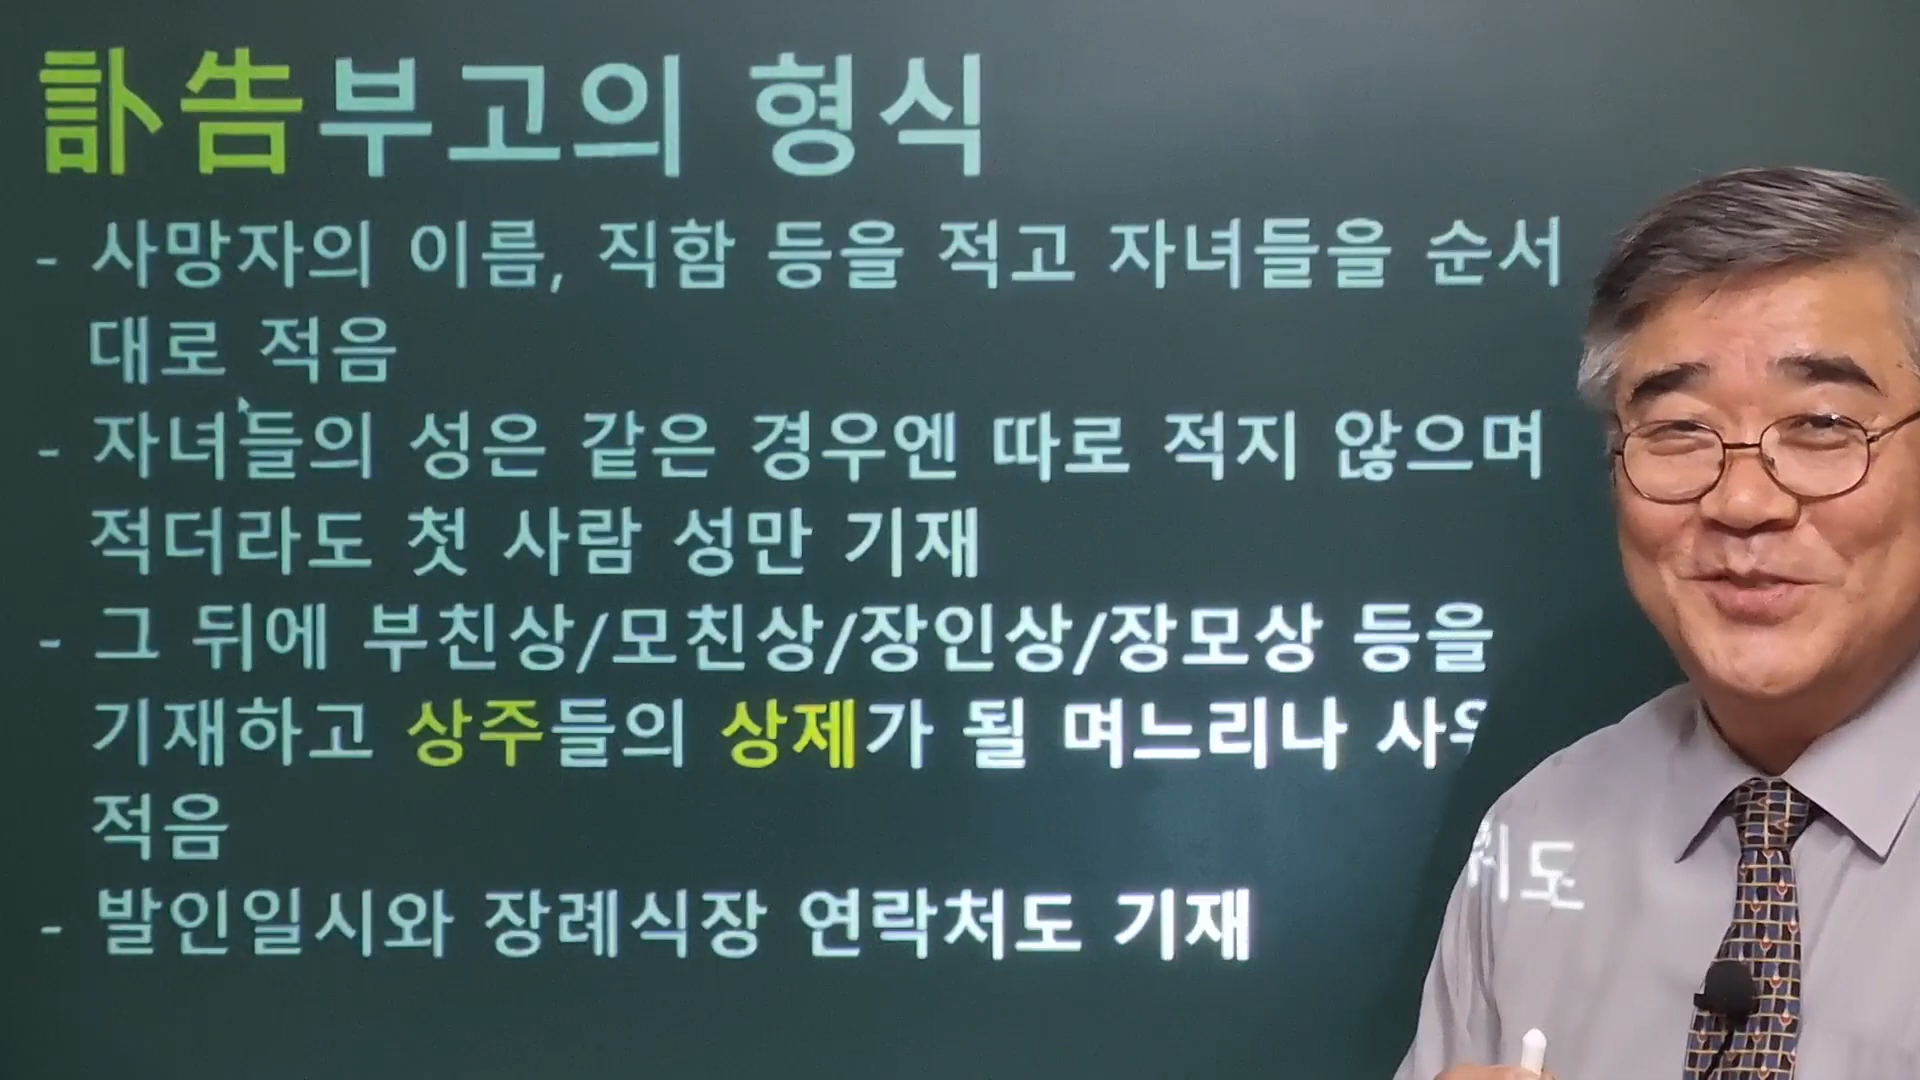 訃告부고의 형식
- 사망자의 이름, 직함 등을 적고 자녀들을 순서
대로 적음
- 자녀들의 성은 같은 경우엔 따로 적지 않으며
적더라도 첫 사람 성만 기재
- 그 뒤에 부친상/모친상/장인상/장모상 등을
기재하고 상주들의 상제가 될 며느리나
적음
- 발인일시와 장례식장 연락처도 기재